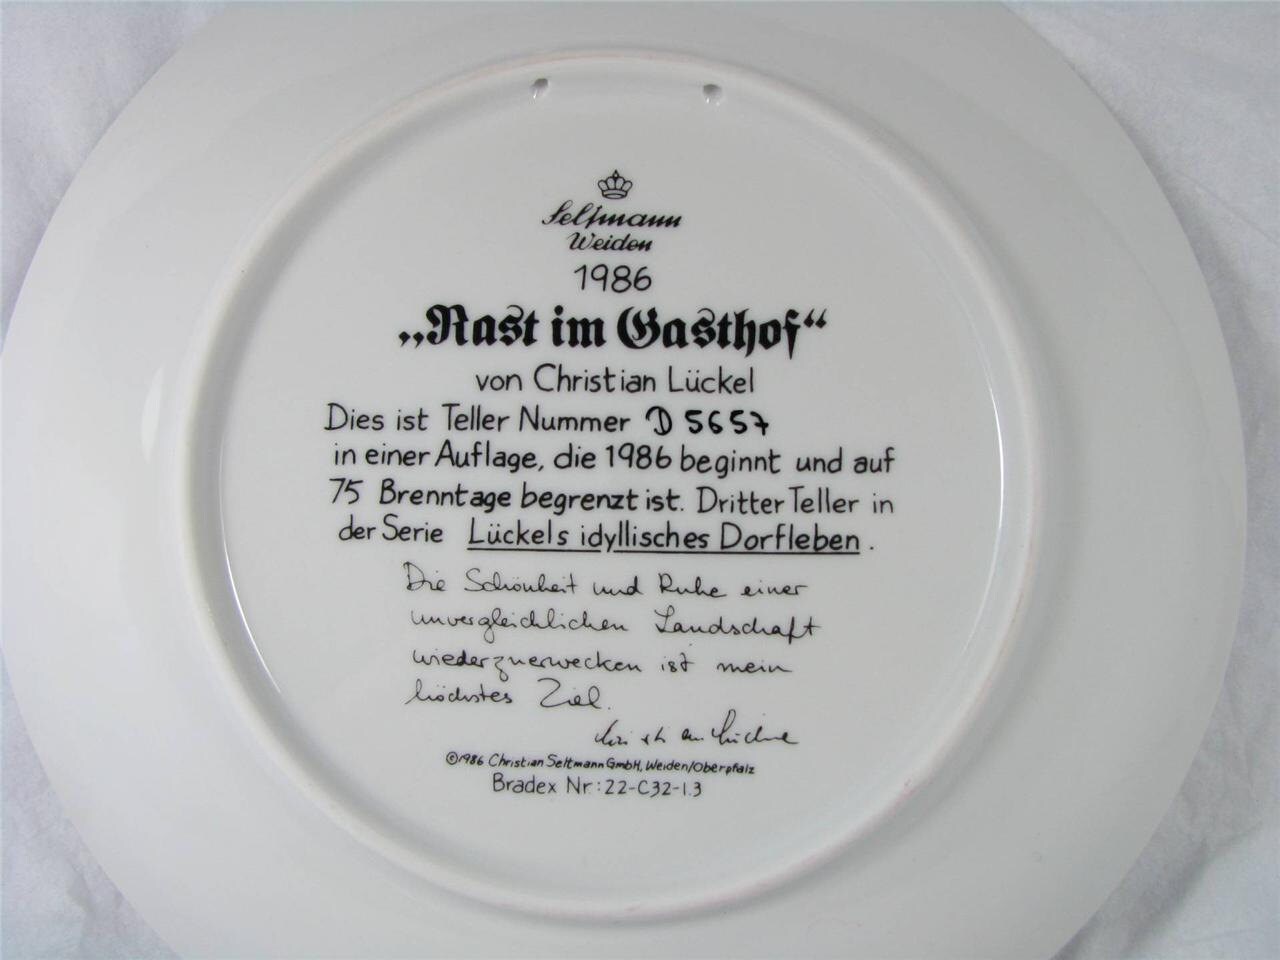 Seltmann
Weiden
1986
„Rast im Gasthof“
von Christian Lückel
Dies ist Teller Nummer D 5657
in einer Auflage, die 1986 beginnt und auf
75 Brenntage begrenzt ist. Dritter Teller in
der Serie Lückels idyllisches Dorfleben.
Die Schönheit und Ruhe einer
unvergleichlichen Landschaft
wiederzuerwecken ist mein
höchstes Ziel.
Christian Lückel
©1986 Christian Seltmann GmbH, Weiden/Oberpfalz
Bradex Nr.: 22-C32-1.3